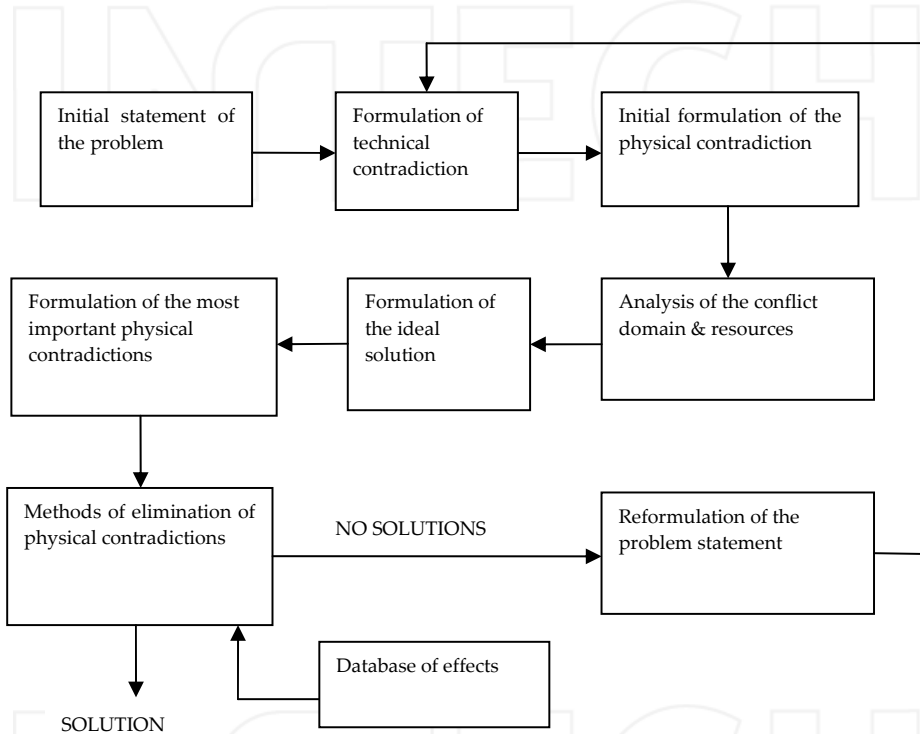 Initial statement of
the problem
Formulation of
technical
contradiction
Initial formulation of the
physical contradiction
Formulation of the most
important physical
contradictions
Formulation of
the ideal
solution
Analysis of the conflict
domain & resources
Methods of elimination of
physical contradictions
NO SOLUTIONS
Reformulation of the
problem statement
Database of effects
SOLUTION
INTECH
INTECH